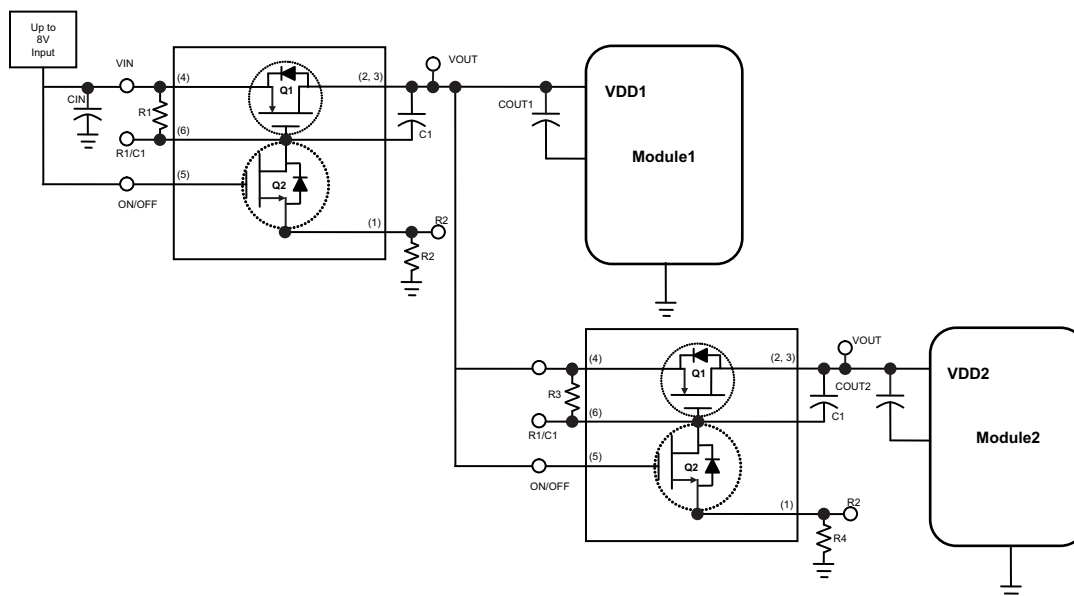 Up to
8V
Input
VIN
(4)
(2, 3)
VOUT
CIN
R1
Q1
C1
COUT1
VDD1
R1/C1
(6)
Module1
(5)
Q2
ON/OFF
(1)
R2
R2
(4)
Q1
(2, 3)
VOUT
R3
COUT2
VDD2
R1/C1
(6)
C1
Module2
(5)
Q2
ON/OFF
(1)
R2
R4